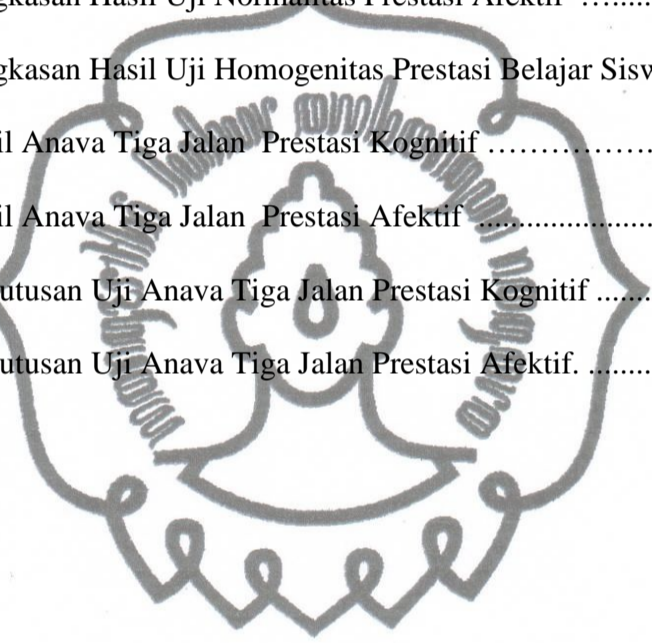 gkasan Hasil Uji Normalitas Prestasi Afektif …......
gkasan Hasil Uji Homogenitas Prestasi Belajar Sisw
il Anava Tiga Jalan Prestasi Kognitif ………………
il Anava Tiga Jalan Prestasi Afektif ......................
utusan Uji Anava Tiga Jalan Prestasi Kognitif .......
utusan Uji Anava Tiga Jalan Prestasi Afektif. ........